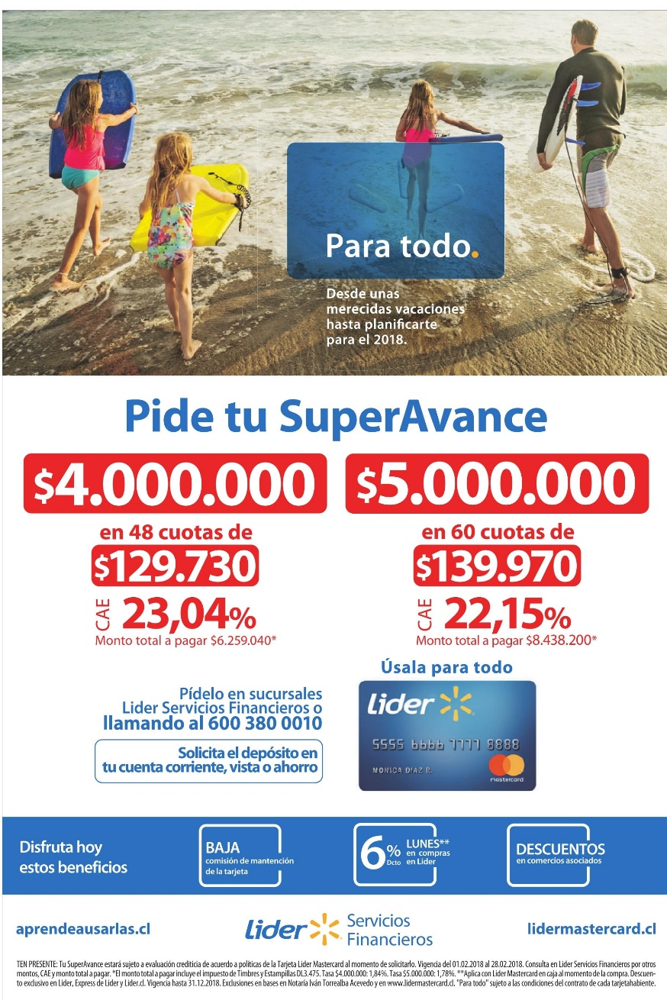 Para todo.
Desde unas
merecidas vacaciones
hasta planificarte
para el 2018.
Pide tu SuperAvance
$4.000.000
en 48 cuotas de
$129.730
CAE 23,04%
Monto total a pagar $6.259.040*
$5.000.000
en 60 cuotas de
$139.970
CAE 22,15%
Monto total a pagar $8.438.200*
Pídelo en sucursales
Lider Servicios Financieros o
llamando al 600 380 0010
Solicita el depósito en
tu cuenta corriente, vista o ahorro
Úsala para todo
Lider
5555 6666 7777 8888
MONICA DIAZ R.
mastercard
Disfruta hoy
estos beneficios
BAJA
comisión de mantención
de la tarjeta
6% Dcto
LUNES**
en compras
en Lider
DESCUENTOS
en comercios asociados
aprendeausarlas.cl
Lider Servicios
Financieros
lidermastercard.cl
TEN PRESENTE: Tu SuperAvance estará sujeto a evaluación crediticia de acuerdo a políticas de la Tarjeta Lider Mastercard al momento de solicitarlo. Vigencia del 01.02.2018 al 28.02.2018. Consulta en Lider Servicios Financieros por otros
montos, CAE y monto total a pagar. *El monto total a pagar incluye el impuesto de Timbres y Estampillas DL3.475. Tasa $4.000.000: 1,84%. Tasa $5.000.000: 1,78%. **Aplica con Lider Mastercard en caja al momento de la compra. Descuen-
to exclusivo en Lider, Express de Lider y Lider.cl. Vigencia hasta 31.12.2018. Exclusiones en bases en Notaría Iván Torrealba Acevedo y en www.lidermastercard.cl. "Para todo" sujeto a las condiciones del contrato de cada tarjetahabiente.